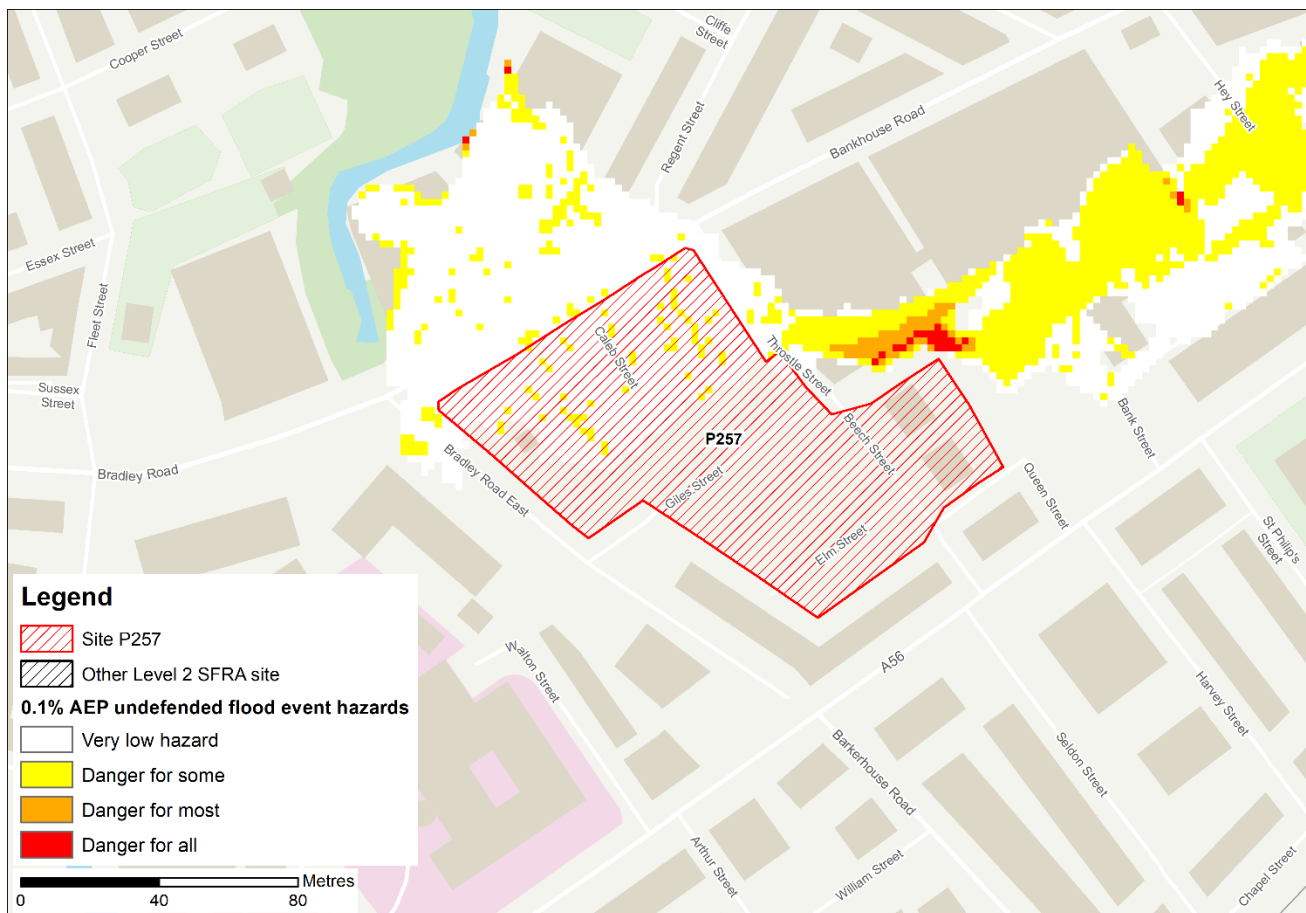 Cooper Street
Cliffe
Street
Regent Street
Bankhouse Road
Hey Street
Essex Street
Fleet Street
Sussex
Street
Bradley Road
Caleb Street
Throstle Street
Beech Street
P257
Giles Street
Bradley Road East
Elm Street
Queen Street
Bank Street
St Philip's
Street
A56
Walton Street
Harvey Street
Seldon Street
Barkerhouse
Road
Arthur Street
William Street
Chapel Street
Legend
Site P257
Other Level 2 SFRA site
0.1% AEP undefended flood event hazards
Very low hazard
Danger for some
Danger for most
Danger for all
Metres
0 40 80